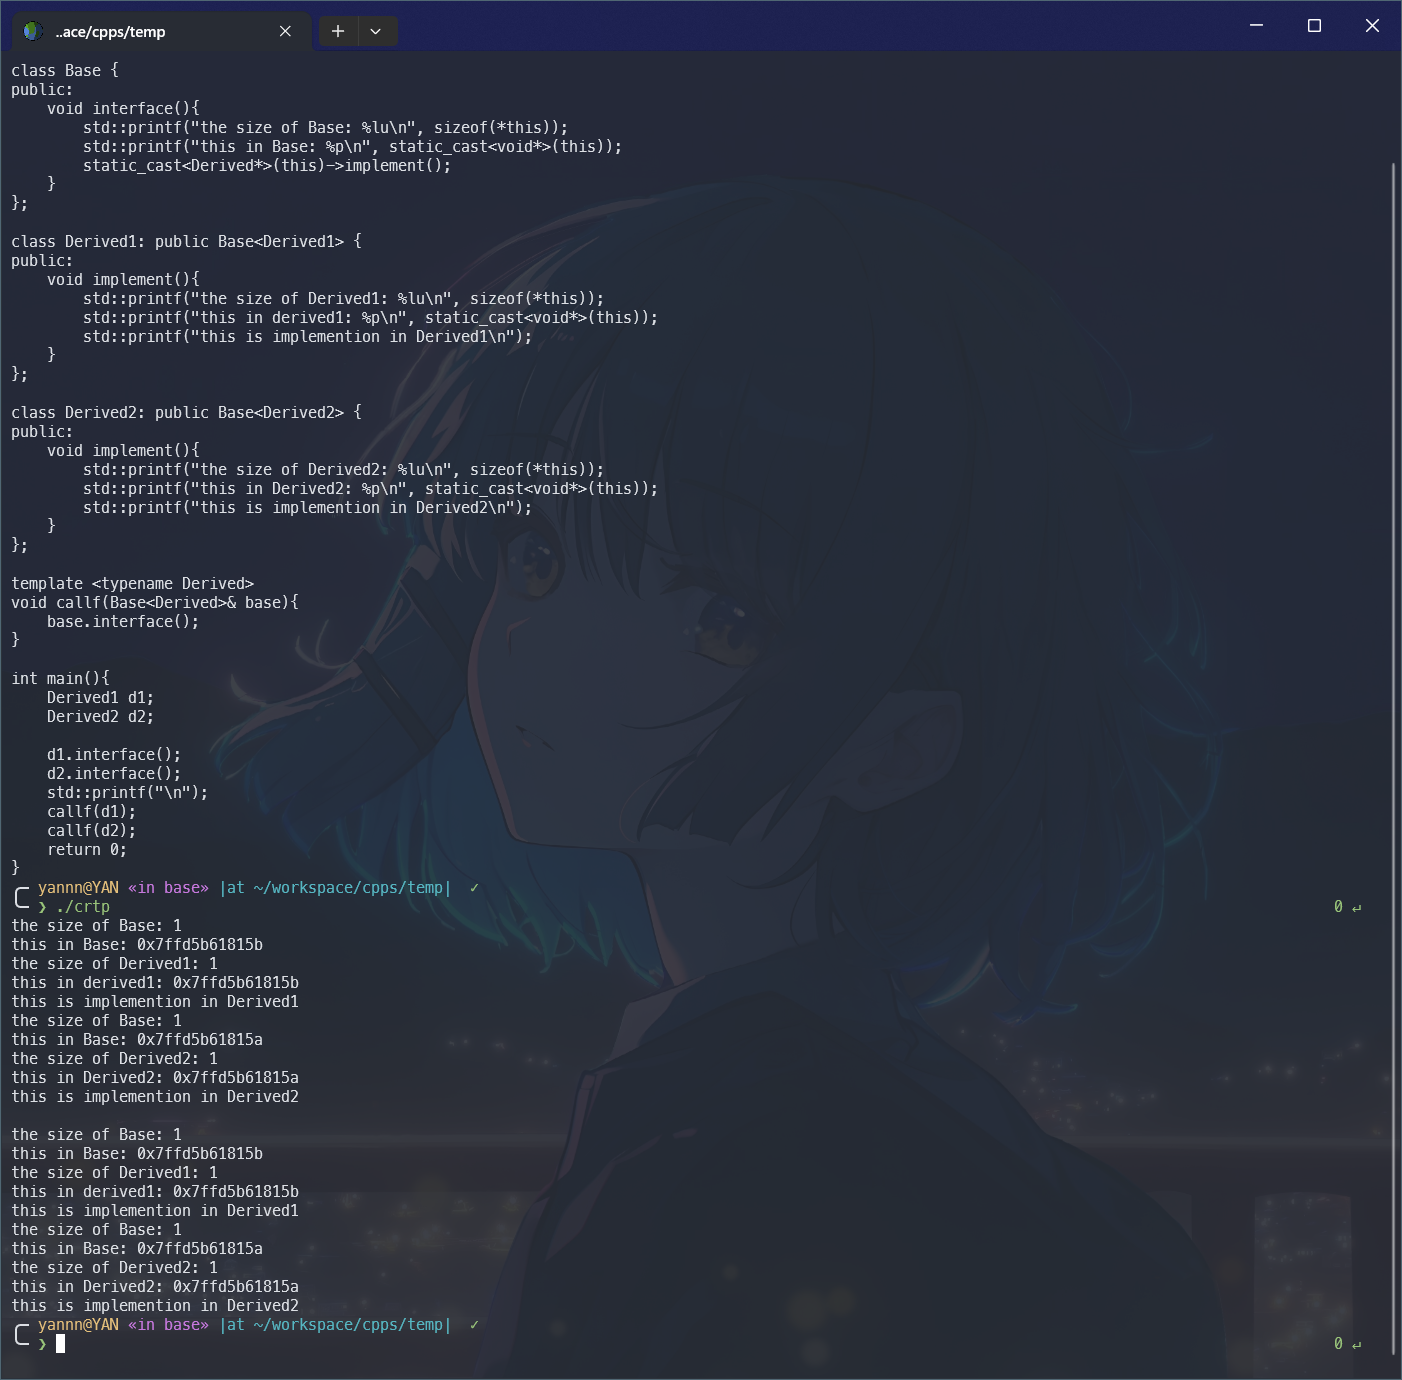 ..ace/cpps/temp
class Base {
public:
    void interface(){
        std::printf("the size of Base: %lu\n", sizeof(*this));
        std::printf("this in Base: %p\n", static_cast<void*>(this));
        static_cast<Derived*>(this)->implement();
    }
};

class Derived1: public Base<Derived1> {
public:
    void implement(){
        std::printf("the size of Derived1: %lu\n", sizeof(*this));
        std::printf("this in derived1: %p\n", static_cast<void*>(this));
        std::printf("this is implemention in Derived1\n");
    }
};

class Derived2: public Base<Derived2> {
public:
    void implement(){
        std::printf("the size of Derived2: %lu\n", sizeof(*this));
        std::printf("this in Derived2: %p\n", static_cast<void*>(this));
        std::printf("this is implemention in Derived2\n");
    }
};

template <typename Derived>
void callf(Base<Derived>& base){
    base.interface();
}

int main(){
    Derived1 d1;
    Derived2 d2;

    d1.interface();
    d2.interface();
    std::printf("\n");
    callf(d1);
    callf(d2);
    return 0;
}
yannn@YAN «in base» |at ~/workspace/cpps/temp| ✓
❯ ./crtp 0 ↵
the size of Base: 1
this in Base: 0x7ffd5b61815b
the size of Derived1: 1
this in derived1: 0x7ffd5b61815b
this is implemention in Derived1
the size of Base: 1
this in Base: 0x7ffd5b61815a
the size of Derived2: 1
this in Derived2: 0x7ffd5b61815a
this is implemention in Derived2

the size of Base: 1
this in Base: 0x7ffd5b61815b
the size of Derived1: 1
this in derived1: 0x7ffd5b61815b
this is implemention in Derived1
the size of Base: 1
this in Base: 0x7ffd5b61815a
the size of Derived2: 1
this in Derived2: 0x7ffd5b61815a
this is implemention in Derived2
yannn@YAN «in base» |at ~/workspace/cpps/temp| ✓
❯ 0 ↵